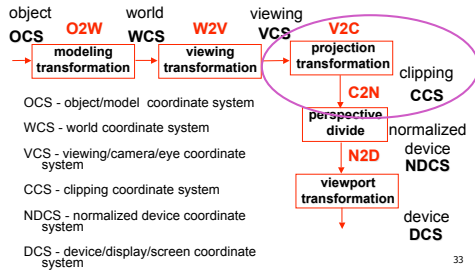 object
OCS
O2W
world
WCS
W2V
viewing
VCS
V2C
modeling
transformation
viewing
transformation
projection
transformation
clipping
CCS
C2N
OCS - object/model coordinate system
WCS - world coordinate system
VCS - viewing/camera/eye coordinate
system
CCS - clipping coordinate system
NDCS - normalized device coordinate
system
DCS - device/display/screen coordinate
system
perspective
divide
normalized
device
NDCS
N2D
viewport
transformation
device
DCS
33